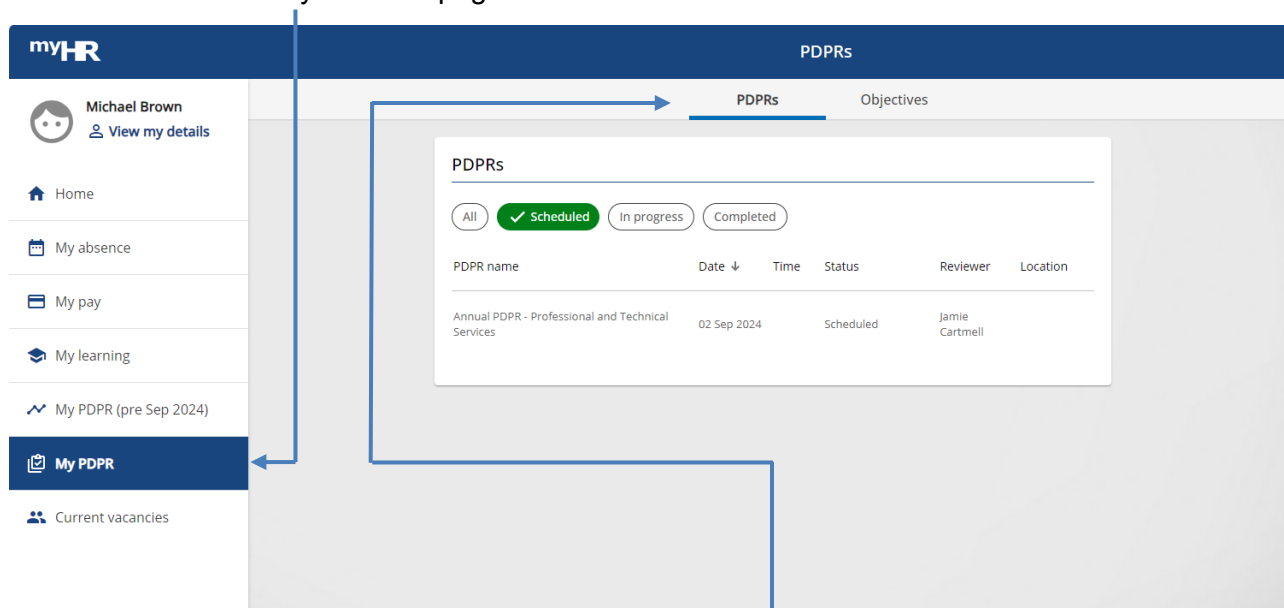 myHR
PDPRs
Michael Brown
View my details
Home
My absence
My pay
My learning
My PDPR (pre Sep 2024)
My PDPR
Current vacancies
PDPRs Objectives
PDPRs
All Scheduled In progress Completed
PDPR name Date Time Status Reviewer Location
Annual PDPR - Professional and Technical
Services
02 Sep 2024 Scheduled
Jamie
Cartmell